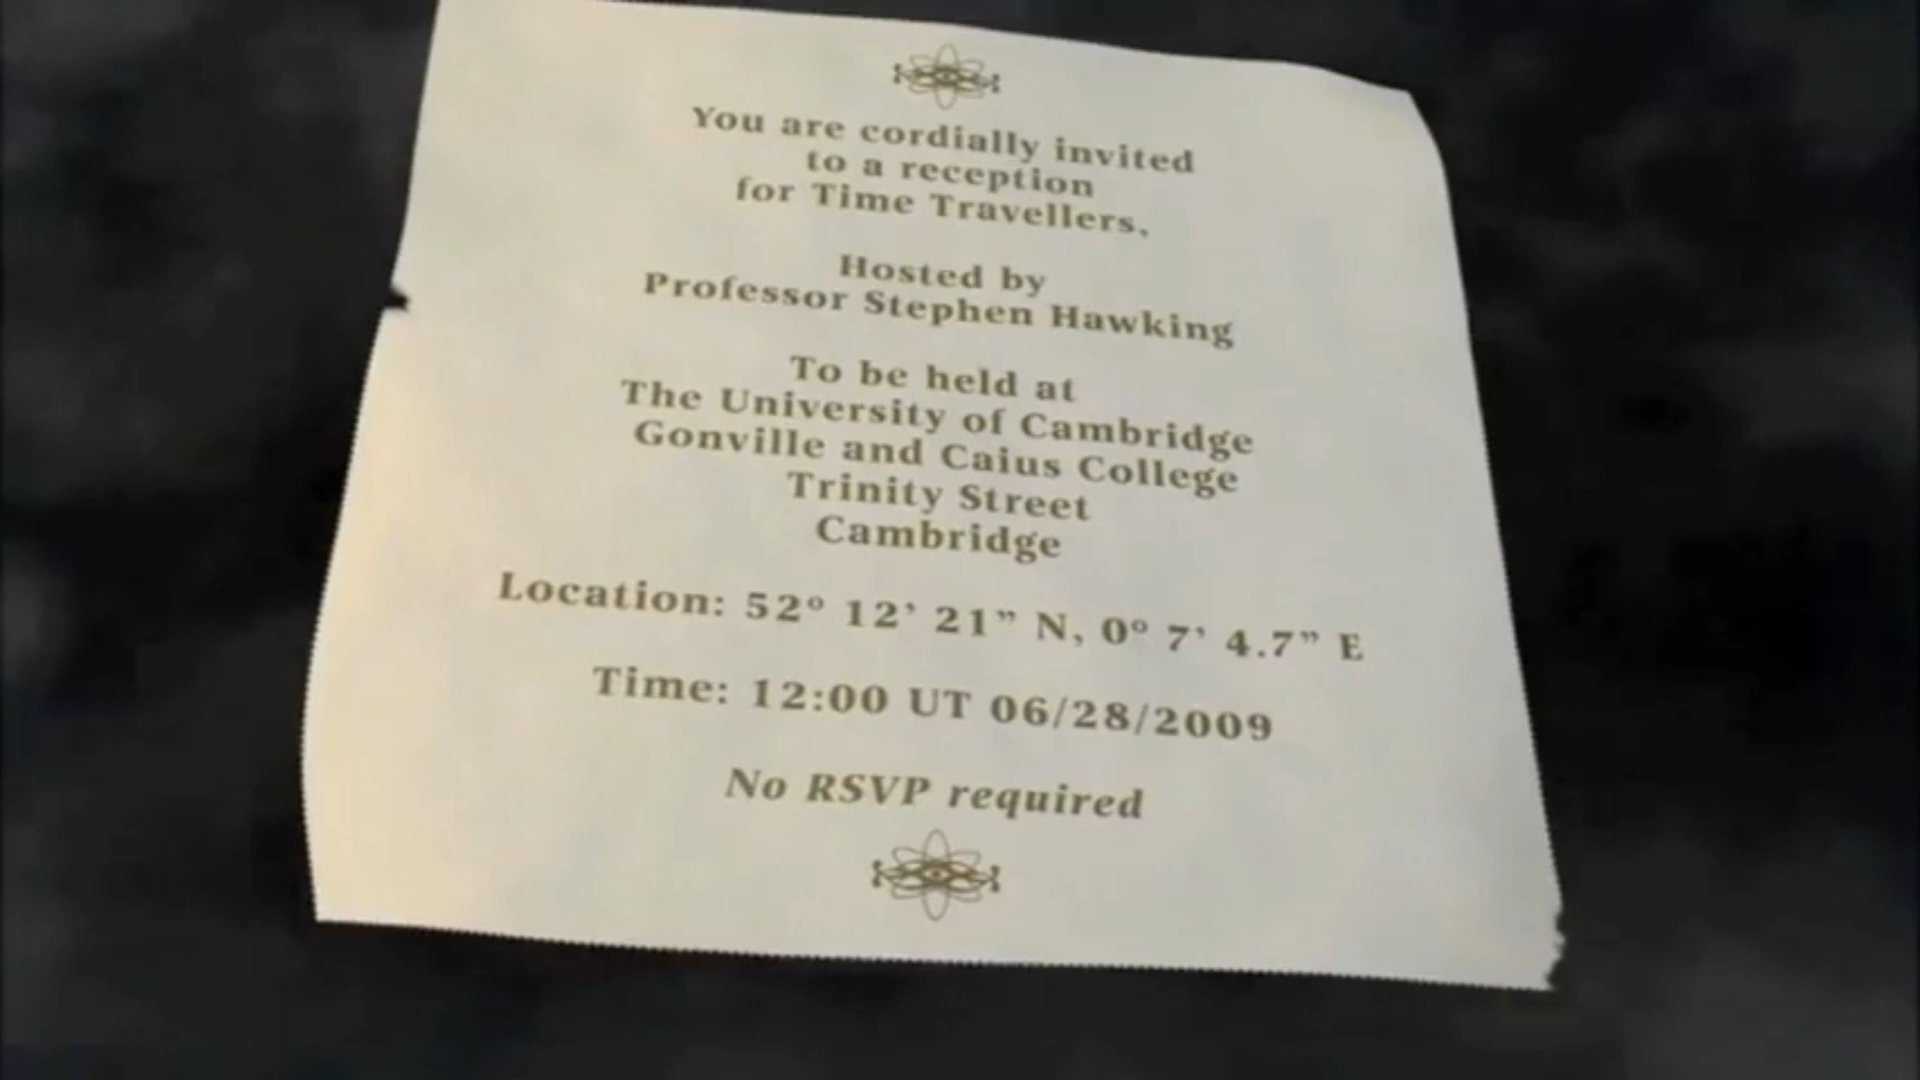 You are cordially invited
to a reception
for Time Travellers,
Hosted by
Professor Stephen Hawking
To be held at
The University of Cambridge
Gonville and Caius College
Trinity Street
Cambridge
Location: 52º 12’ 21” N, 0º 7’ 4.7” E
Time: 12:00 UT 06/28/2009
No RSVP required